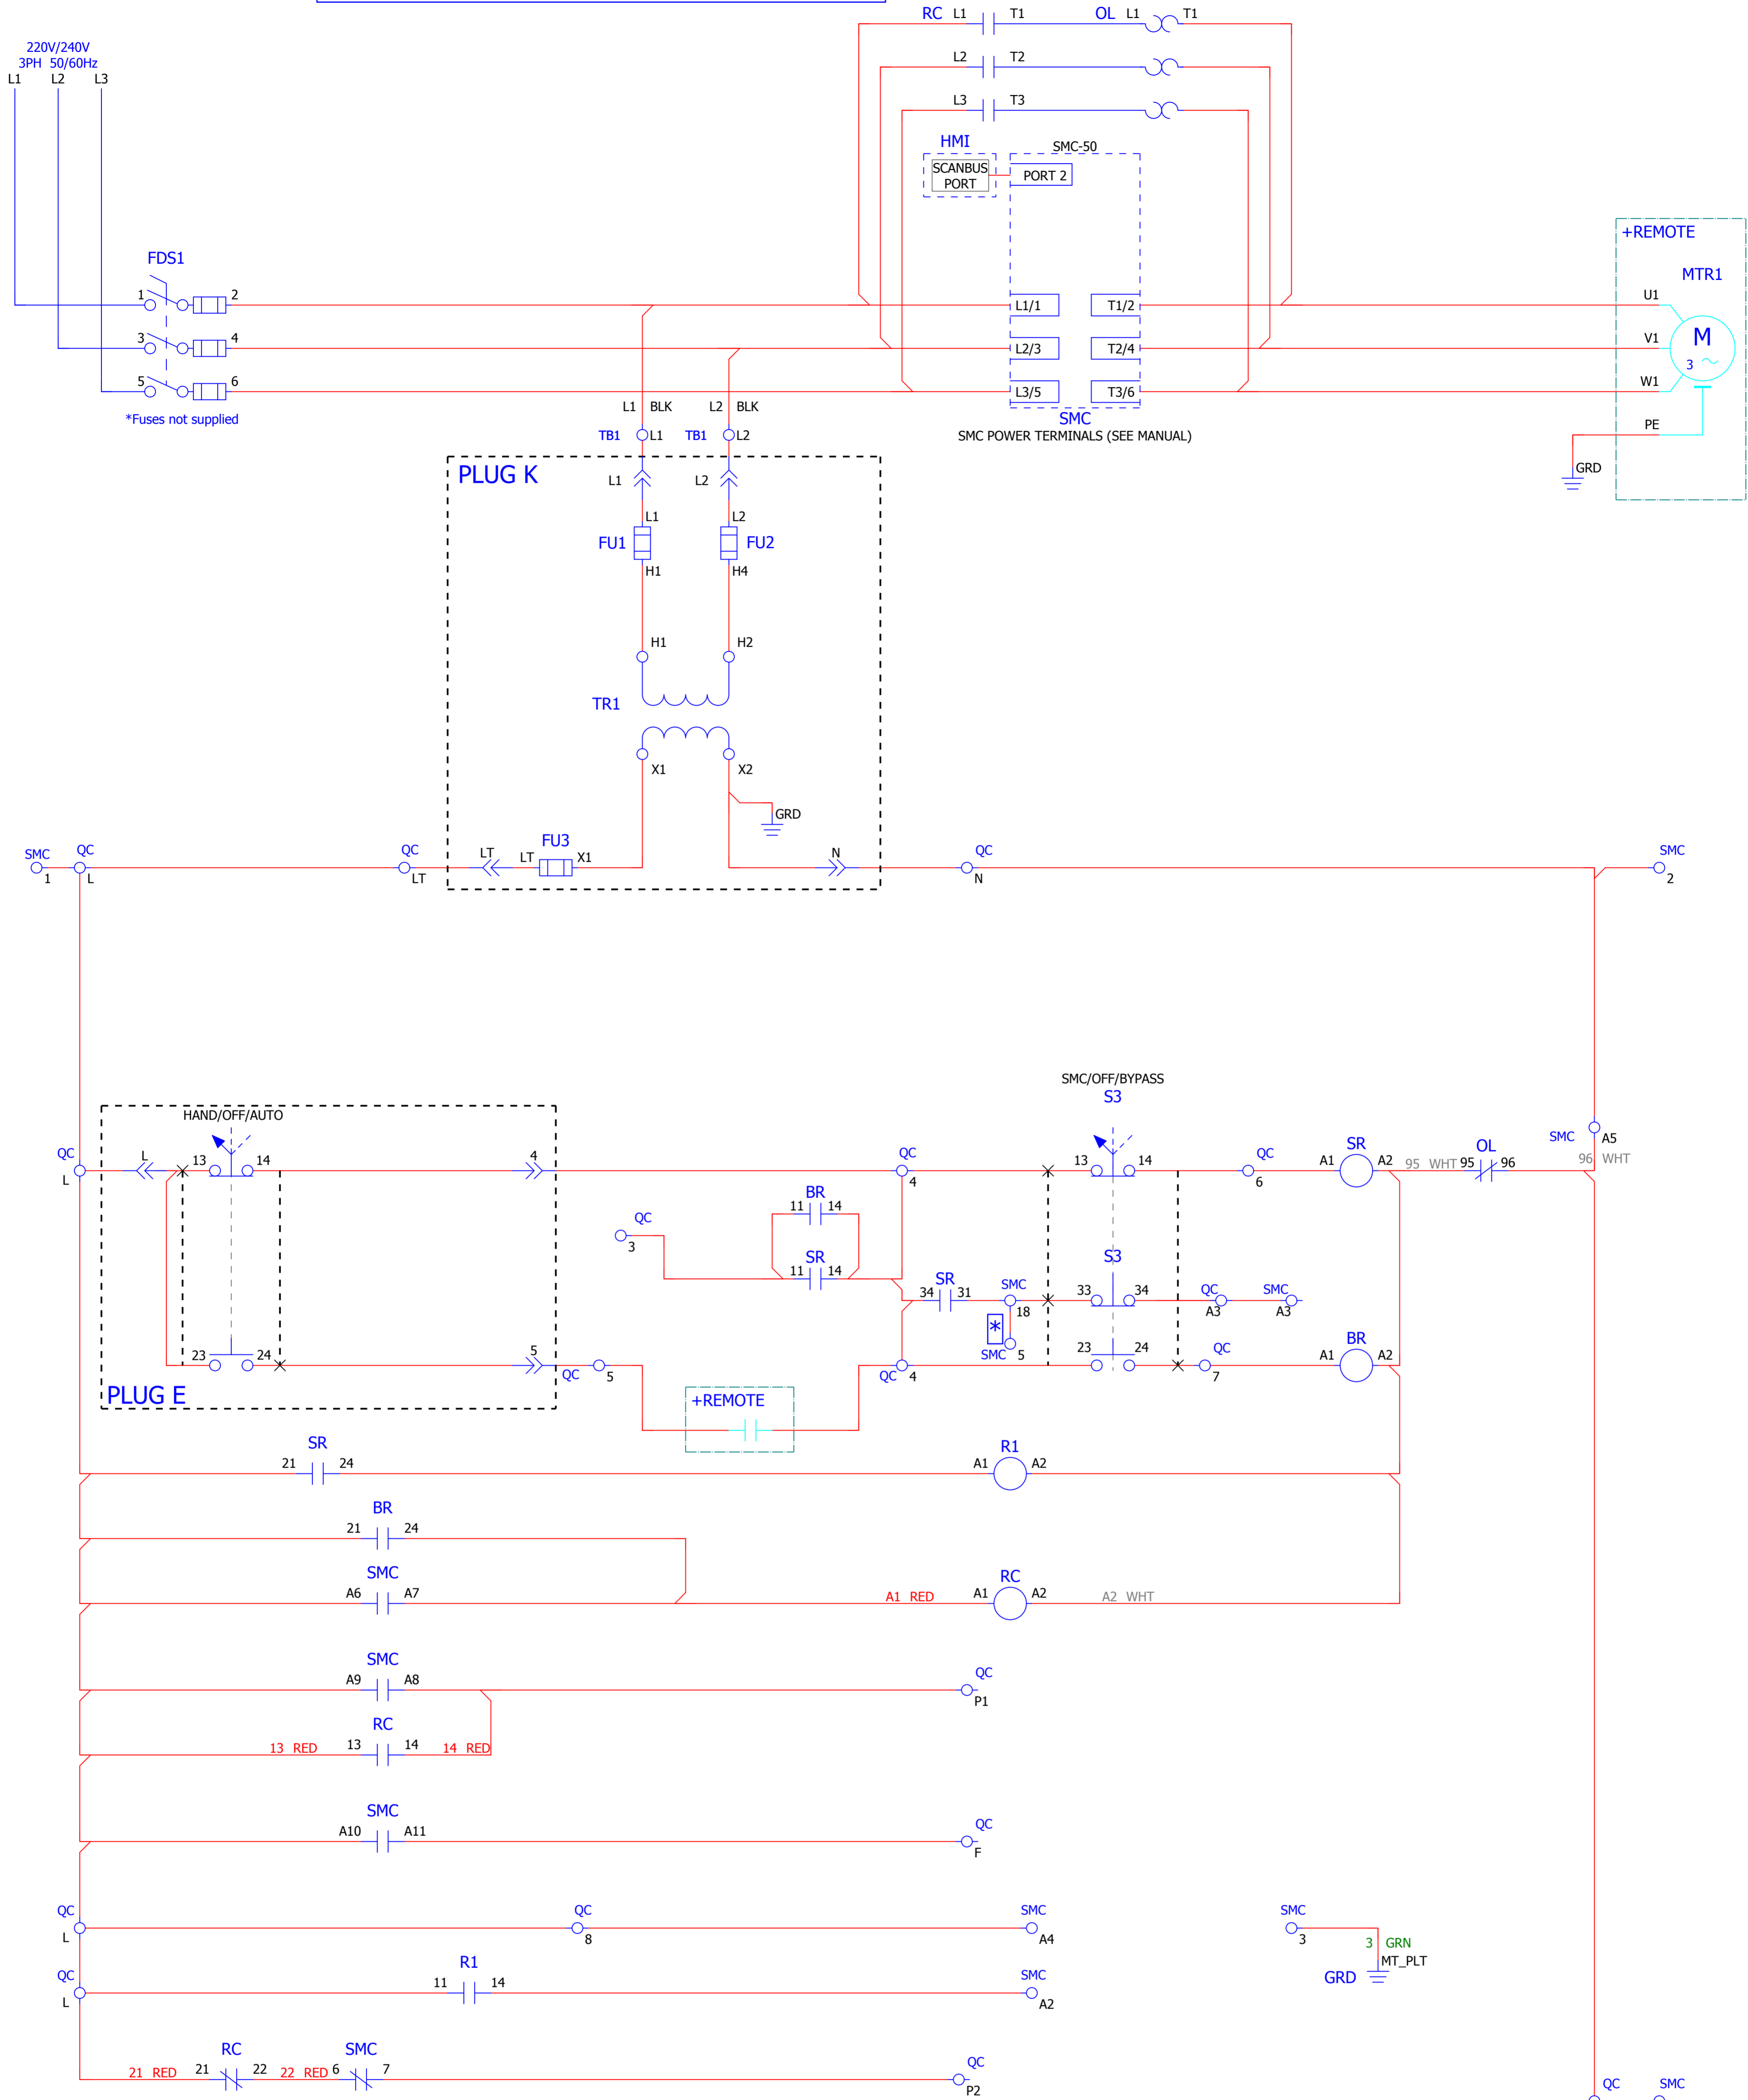 RC L1 T1 OL L1 T1
220V/240V
3PH 50/60Hz
L1 L2 L3
L2 T2
L3 T3
HMI
SMC-50
SCANBUS
PORT
PORT 2
+REMOTE
FDS1
MTR1
1 2
L1/1 T1/2
U1
3 4
L2/3 T2/4
V1
M
3
5 6
L3/5 T3/6
W1
*Fuses not supplied
L1 BLK L2 BLK
SMC
SMC POWER TERMINALS (SEE MANUAL)
PE
TB1 L1 TB1 L2
GRD
PLUG K
L1 L2
L1 L2
FU1 FU2
H1 H4
H1 H2
TR1
X1 X2
GRD
SMC QC QC FU3 QC SMC
LT LT X1 N
1 L LT N 2
SMC/OFF/BYPASS
S3
HAND/OFF/AUTO
SMC A5
QC L 13 14 4 QC 13 14 QC SR OL
A1 A2 95 WHT 95 96 96 WHT
L 4 6
BR
11 14
QC
3
SR
11 14
S3
SR
34 31 SMC 33 34 QC SMC
18 A3 A3
*
SMC 5
23 24 5 23 24 QC BR
A1 A2
QC 5 QC 4 7
PLUG E
+REMOTE
SR R1
21 24 A1 A2
BR
21 24
SMC RC
A6 A7 A1 RED A1 A2 A2 WHT
SMC QC
A9 A8 P1
RC
13 RED 13 14 14 RED
SMC QC
A10 A11 F
QC QC SMC SMC
L 8 A4 3
3 GRN
MT_PLT
GRD
QC R1 SMC
11 14
L A2
RC SMC QC
21 RED 21 22 22 RED 6 7
P2
QC SMC